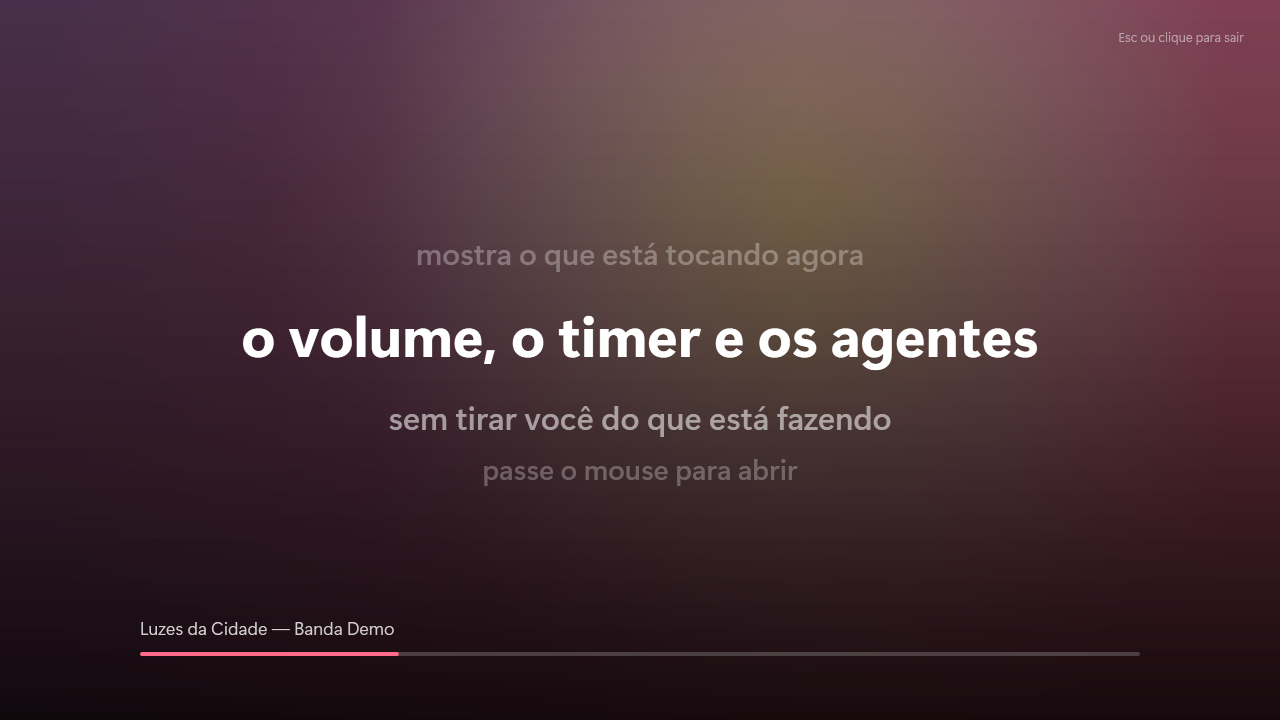 Esc ou clique para sair
mostra o que está tocando agora
o volume, o timer e os agentes
sem tirar você do que está fazendo
passe o mouse para abrir
Luzes da Cidade — Banda Demo